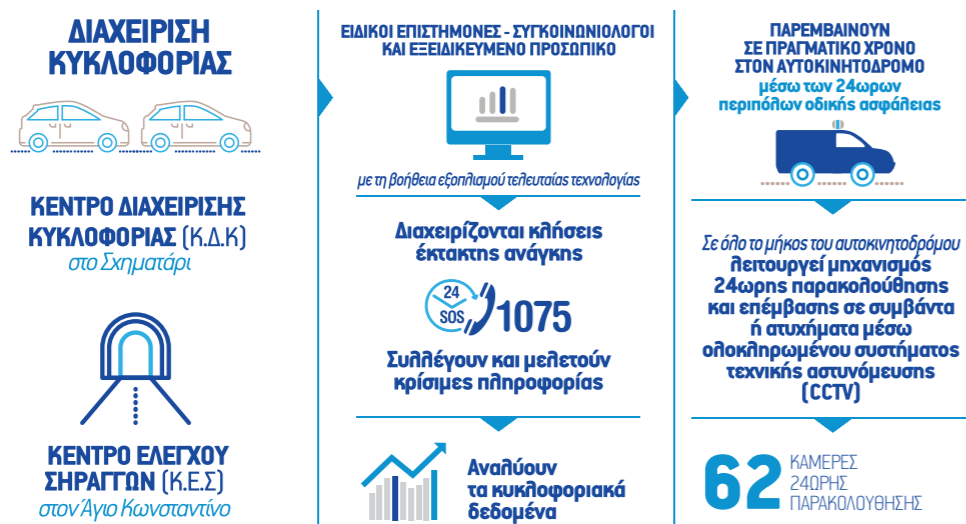 ΔΙΑΧΕΙΡΙΣΗ
ΚΥΚΛΟΦΟΡΙΑΣ
ΚΕΝΤΡΟ ΔΙΑΧΕΙΡΙΣΗΣ
ΚΥΚΛΟΦΟΡΙΑΣ (Κ.Δ.Κ)
στο Σχηματάρι
ΚΕΝΤΡΟ ΕΛΕΓΧΟΥ
ΣΗΡΑΓΓΩΝ (Κ.Ε.Σ)
στον Άγιο Κωνσταντίνο
ΕΙΔΙΚΟΙ ΕΠΙΣΤΗΜΟΝΕΣ - ΣΥΓΚΟΙΝΩΝΙΟΛΟΓΟΙ
ΚΑΙ ΕΞΕΙΔΙΚΕΥΜΕΝΟ ΠΡΟΣΩΠΙΚΟ
με τη βοήθεια εξοπλισμού τελευταίας τεχνολογίας
Διαχειρίζονται κλήσεις
έκτακτης ανάγκης
24
SOS
1075
Συλλέγουν και μελετούν
κρίσιμες πληροφορίας
Αναλύουν
τα κυκλοφοριακά
δεδομένα
ΠΑΡΕΜΒΑΙΝΟΥΝ
ΣΕ ΠΡΑΓΜΑΤΙΚΟ ΧΡΟΝΟ
ΣΤΟΝ ΑΥΤΟΚΙΝΗΤΟΔΡΟΜΟ
μέσω των 24ωρων
περιπόλων οδικής ασφάλειας
Σε όλο το μήκος του αυτοκινητοδρόμου
λειτουργεί μηχανισμός
24ωρης παρακολούθησης
και επέμβασης σε συμβάντα
ή ατυχήματα μέσω
ολοκληρωμένου συστήματος
τεχνικής αστυνόμευσης
(CCTV)
62
ΚΑΜΕΡΕΣ
24ΩΡΗΣ
ΠΑΡΑΚΟΛΟΥΘΗΣΗΣ